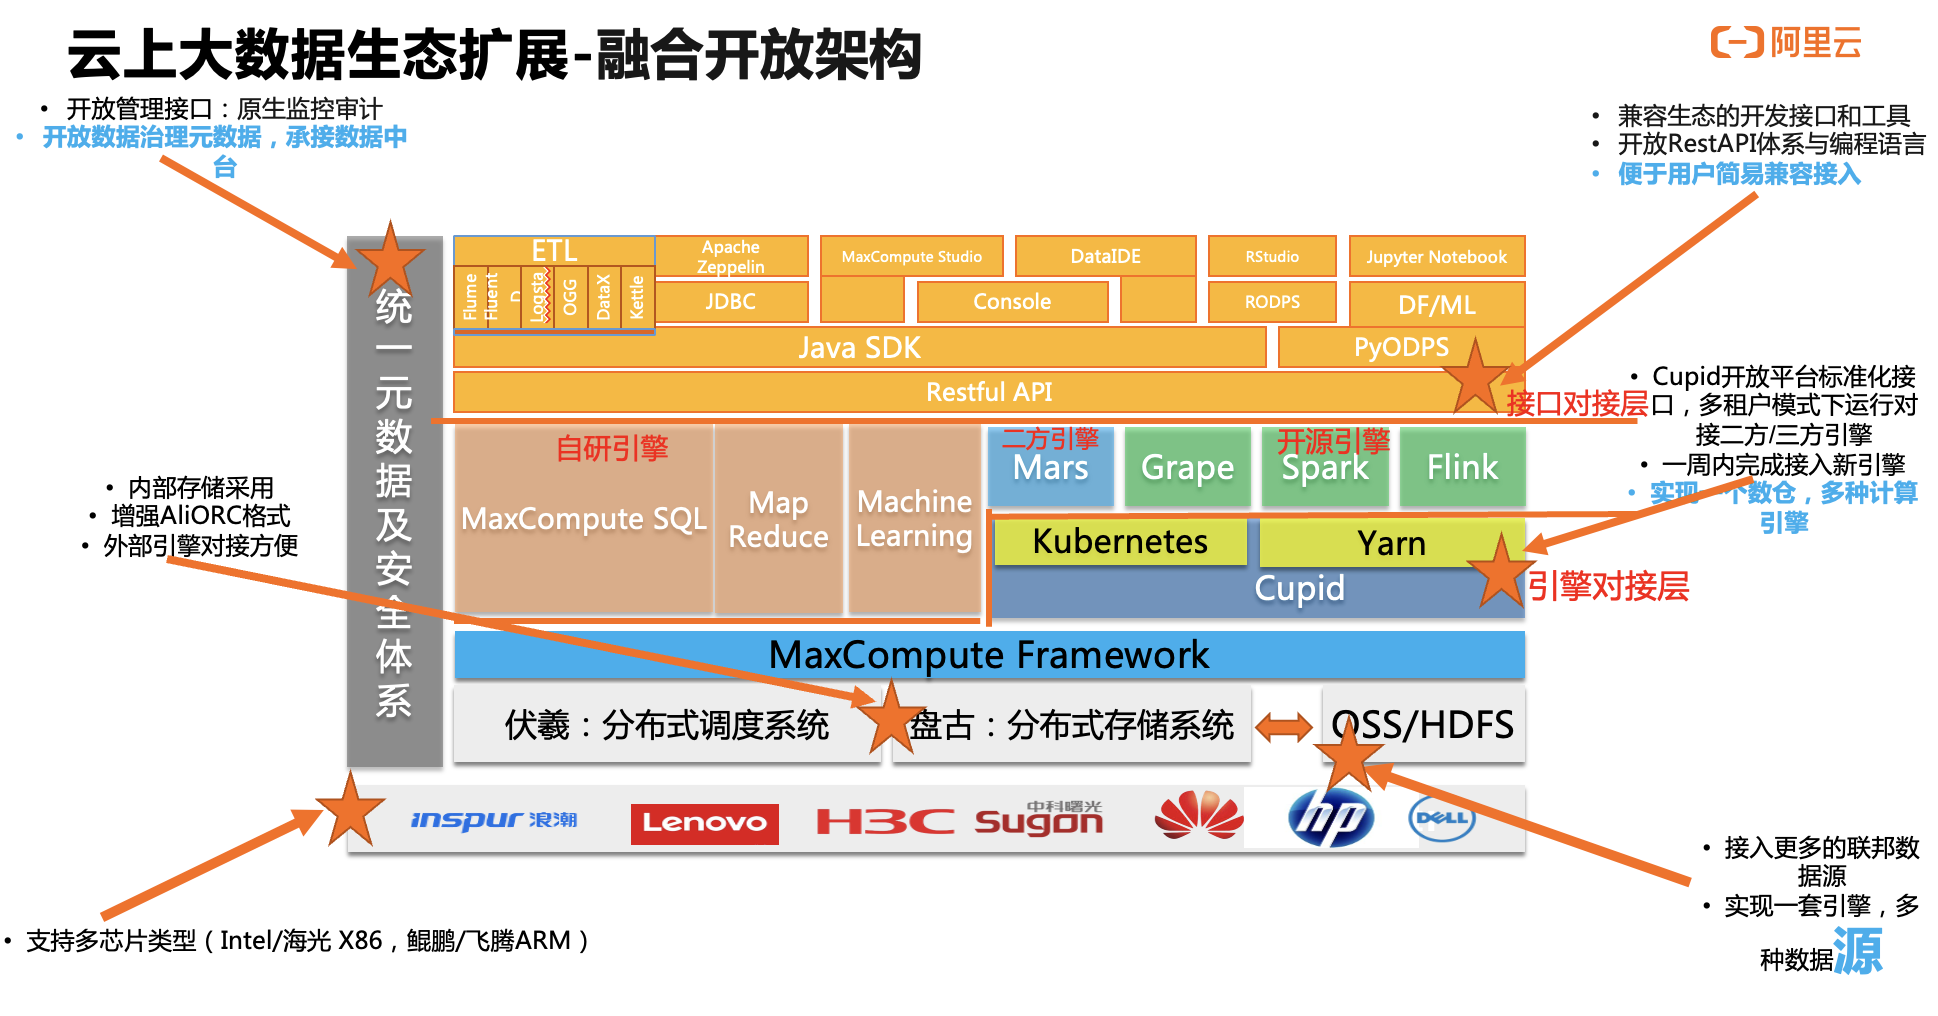 云上大数据生态扩展-融合开放架构
阿里云
• 开放管理接口：原生监控审计
• 开放数据治理元数据，承接数据中
台
• 兼容生态的开发接口和工具
• 开放RestAPI体系与编程语言
• 便于用户简易兼容接入
统一元数据及安全体系
ETL
Flume
Fluent
D
Logsta
OGG
DataX
Kettle
Apache
Zeppelin
JDBC
MaxCompute Studio
DataIDE
Console
RStudio
RODPS
Jupyter Notebook
DF/ML
Java SDK
PyODPS
Restful API
接口对接层
• Cupid开放平台标准化接
口，多租户模式下运行对
接二方/三方引擎
• 一周内完成接入新引擎
• 实现一个数仓，多种计算
引擎
自研引擎
MaxCompute SQL
Map
Reduce
Machine
Learning
二方引擎
Mars
Grape
开源引擎
Spark
Flink
Kubernetes
Yarn
Cupid
引擎对接层
• 内部存储采用
• 增强AliORC格式
• 外部引擎对接方便
MaxCompute Framework
伏羲：分布式调度系统
盘古：分布式存储系统
OSS/HDFS
inspur 浪潮
Lenovo
H3C
中科曙光
Sugon
hp
DELL
• 接入更多的联邦数
据源
• 实现一套引擎，多
种数据源
• 支持多芯片类型（Intel/海光 X86，鲲鹏/飞腾ARM）